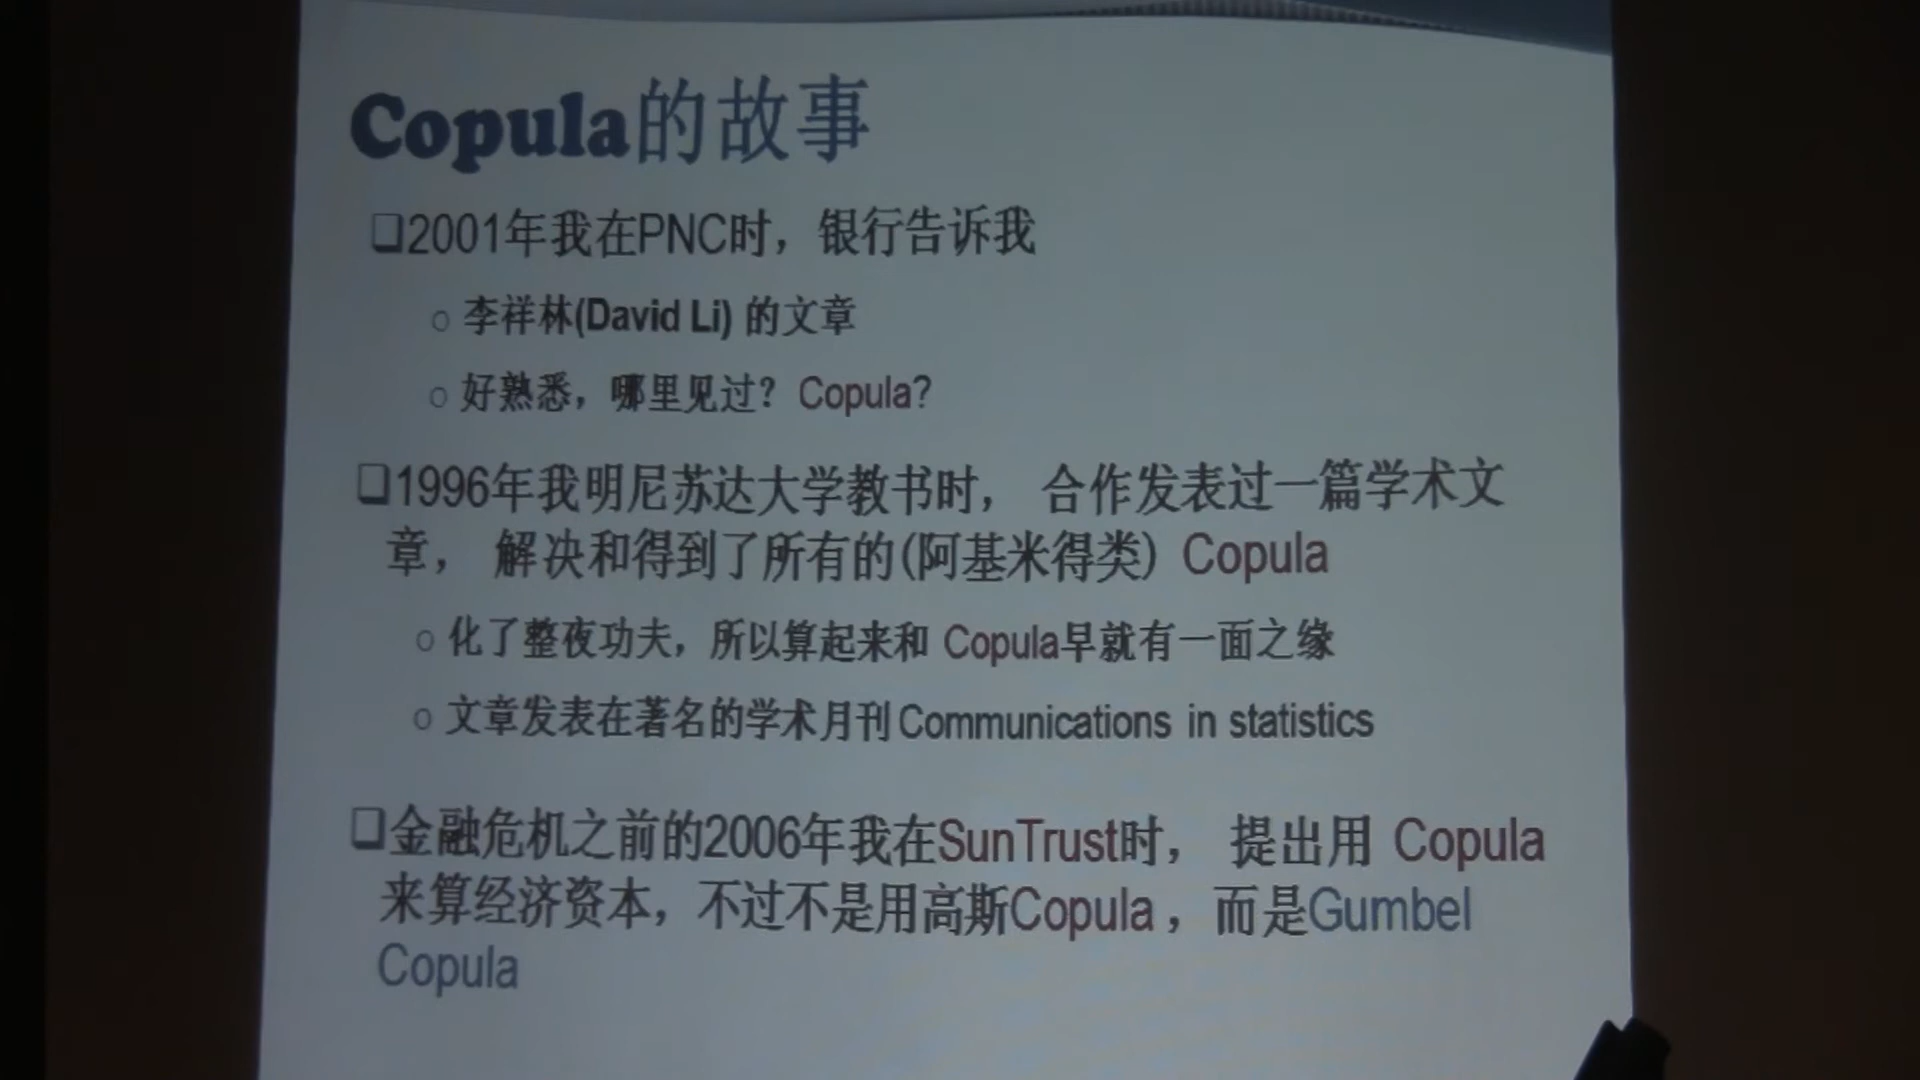 Copula的故事
❑2001年我在PNC时，银行告诉我
○ 李祥林(David Li) 的文章
○ 好熟悉，哪里见过？Copula?
❑1996年我明尼苏达大学教书时， 合作发表过一篇学术文
章， 解决和得到了所有的(阿基米得类) Copula
○ 化了整夜功夫，所以算起来和 Copula早就有一面之缘
○ 文章发表在著名的学术月刊Communications in statistics
❑金融危机之前的2006年我在SunTrust时， 提出用 Copula
来算经济资本，不过不是用高斯Copula，而是Gumbel
Copula